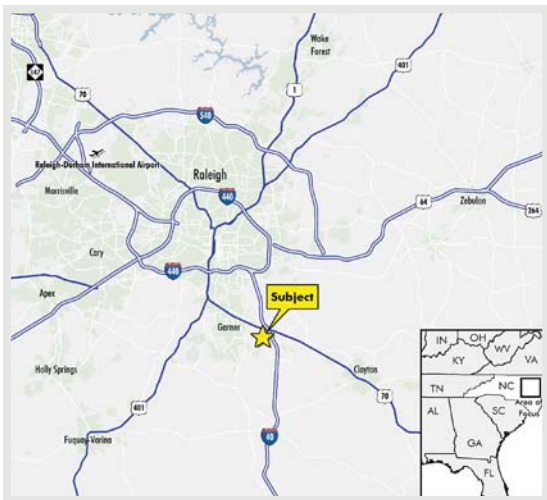 Wake
Forest
401
147
70
1
540
Raleigh-Durham International Airport
Raleigh
Morrisville
440
64
Zebulon
264
Cary
440
Apex
Subject
Garner
Holly Springs
Clayton
70
401
40
Fuquay-Varina
IN
OH
WV
VA
KY
TN
NC
Area of
Focus
SC
AL
GA
FL